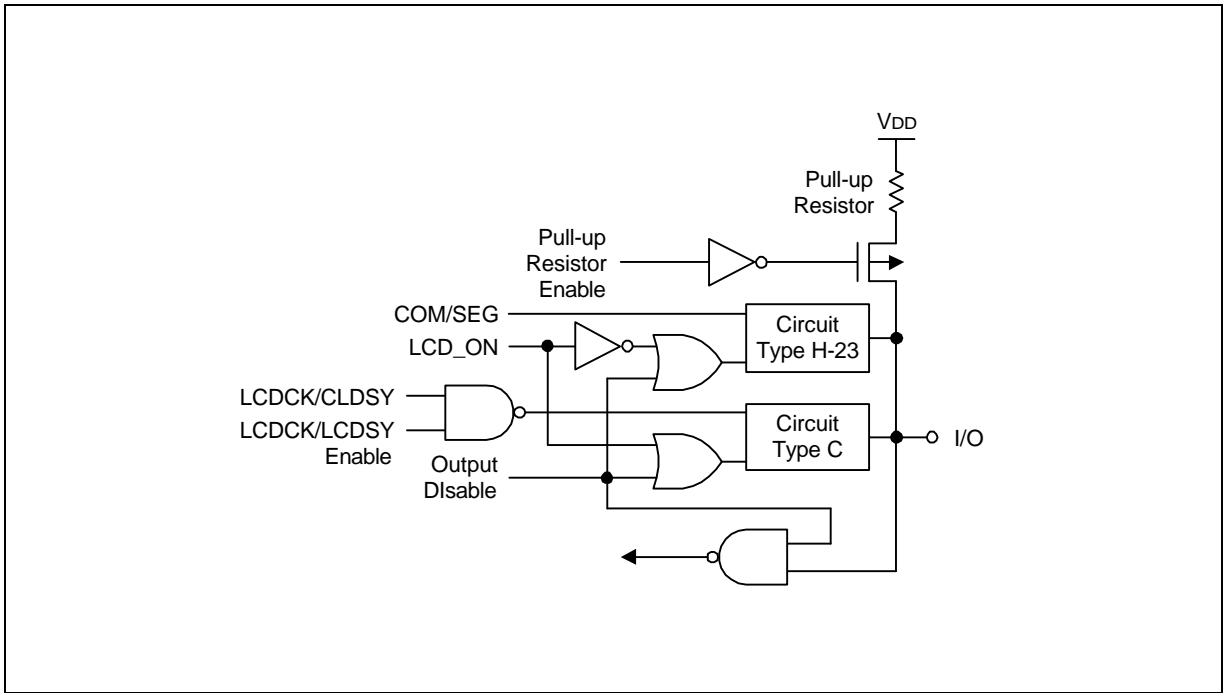 VDD
Pull-up
Resistor
Pull-up
Resistor
Enable
COM/SEG
LCD_ON
Circuit
Type H-23
LCDCK/CLDSY
LCDCK/LCDSY
Enable
Circuit
Type C
I/O
Output
DIsable